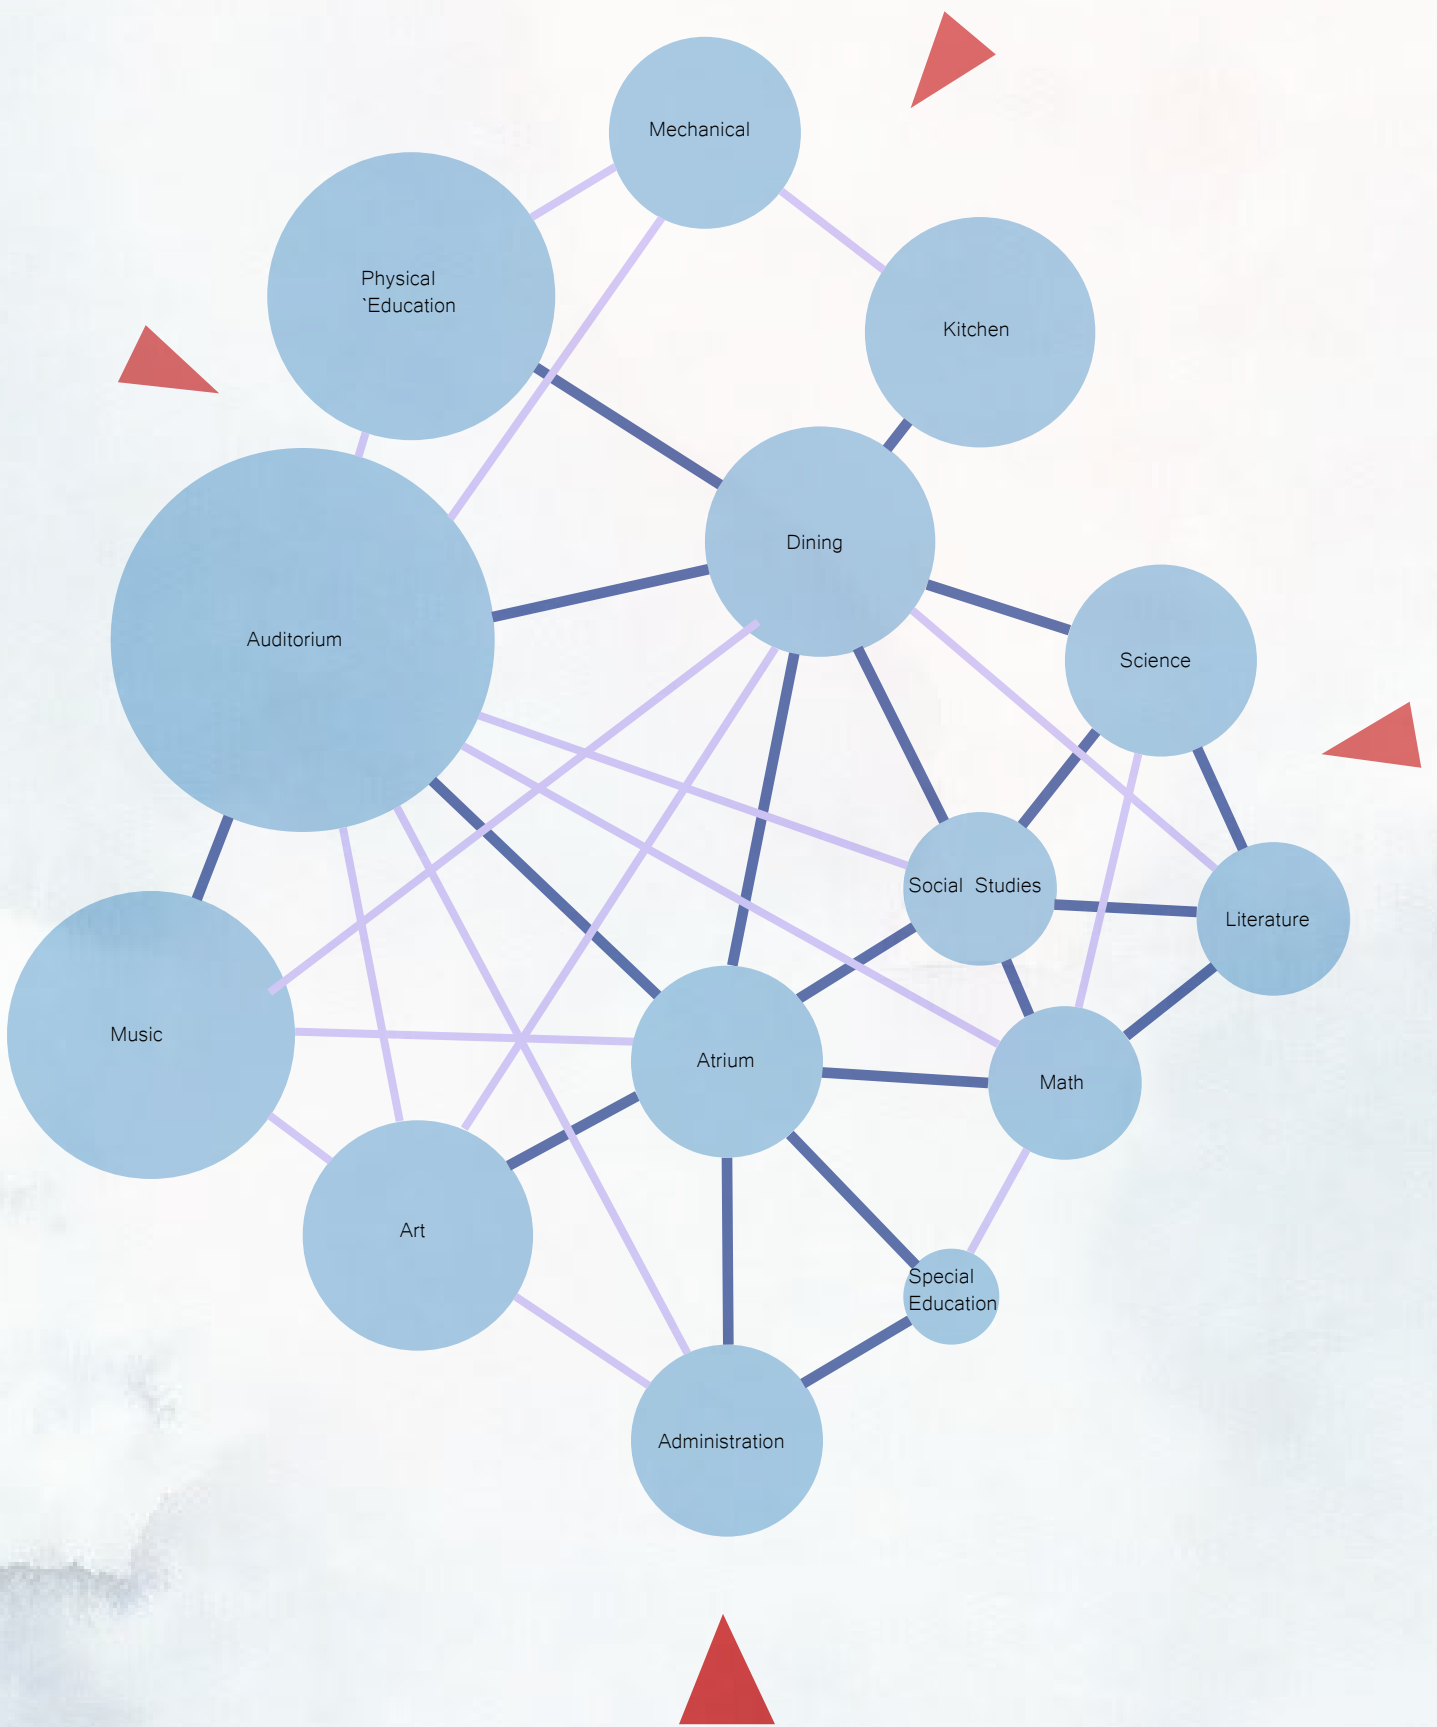 Mechanical
Physical
`Education
Kitchen
Dining
Auditorium
Science
Social  Studies
Literature
Music
Atrium
Math
Art
Special
Education
Administration